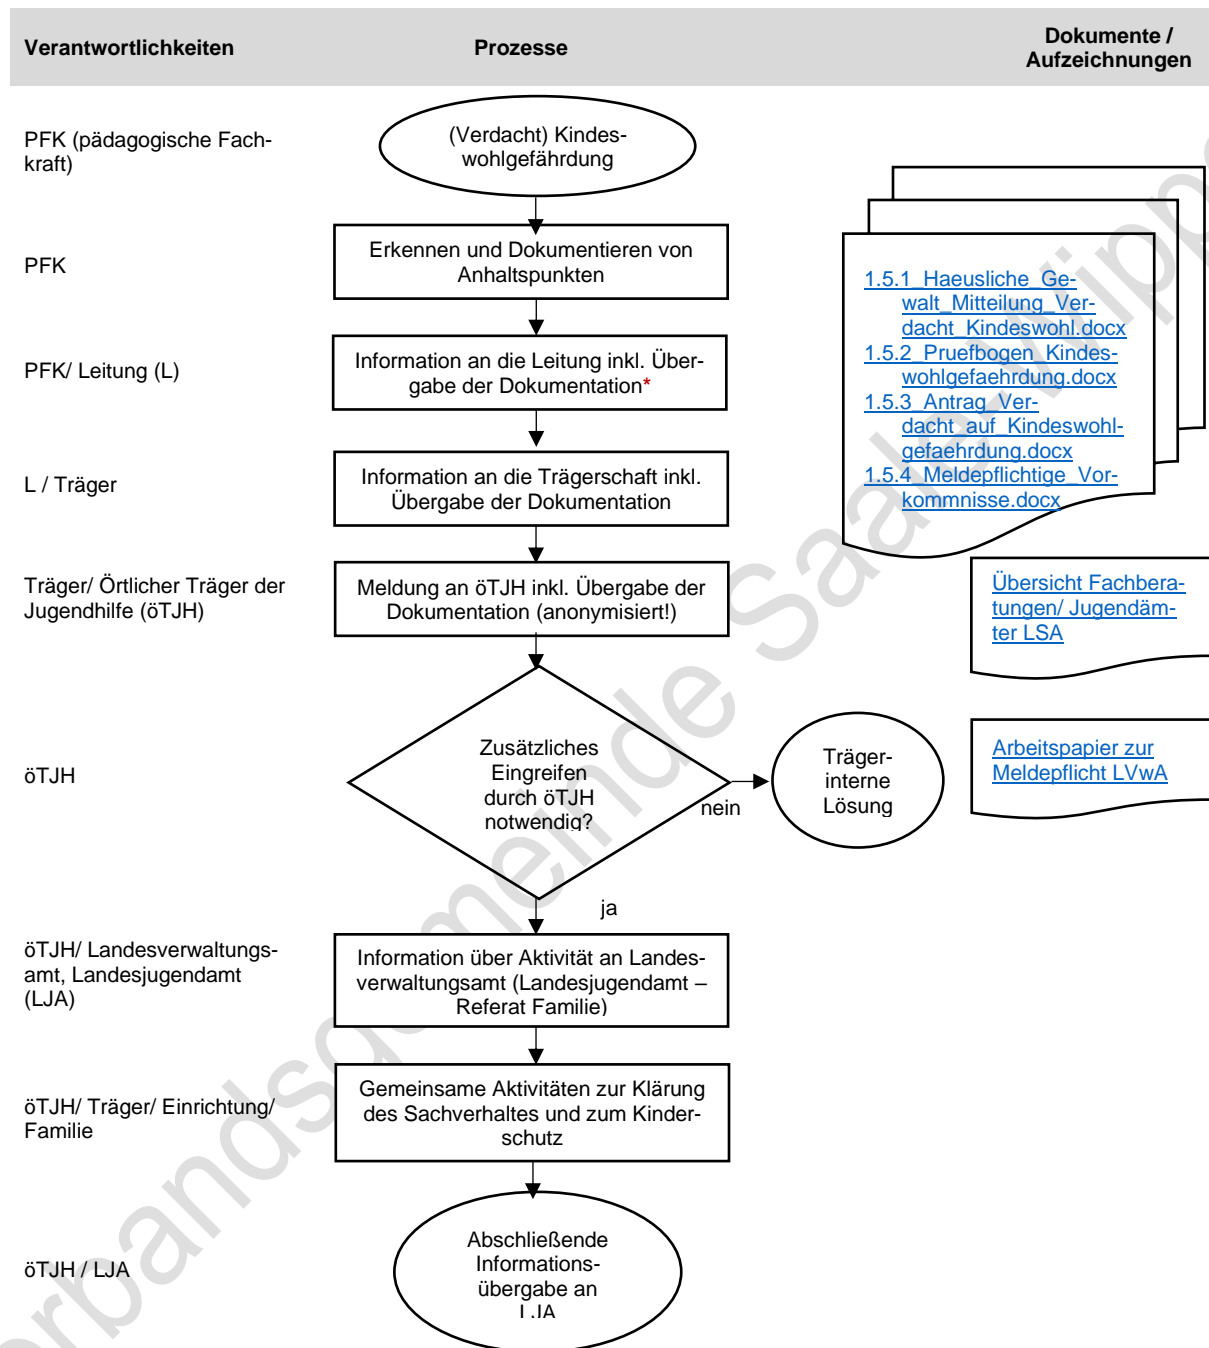 Verantwortlichkeiten
Prozesse
Dokumente /
Aufzeichnungen
PFK (pädagogische Fach-
kraft)
(Verdacht) Kindes-
wohlgefährdung
PFK
Erkennen und Dokumentieren von
Anhaltspunkten
PFK/ Leitung (L)
Information an die Leitung inkl. Über-
gabe der Dokumentation*
L / Träger
Information an die Trägerschaft inkl.
Übergabe der Dokumentation
1.5.1_Haeusliche_Ge-
walt_Mitteilung_Ver-
dacht_Kindeswohl.docx
1.5.2_Pruefbogen_Kindes-
wohlgefaehrdung.docx
1.5.3_Antrag_Ver-
dacht_auf_Kindeswohl-
gefaehrdung.docx
1.5.4_Meldepflichtige_Vor-
kommnisse.docx
Träger/ Örtlicher Träger der
Jugendhilfe (öTJH)
Meldung an öTJH inkl. Übergabe der
Dokumentation (anonymisiert!)
Übersicht Fachbera-
tungen/ Jugendäm-
ter LSA
öTJH
Zusätzliches
Eingreifen
durch öTJH
notwendig?
nein
Träger-
interne
Lösung
Arbeitspapier zur
Meldepflicht LVwA
ja
öTJH/ Landesverwaltungs-
amt, Landesjugendamt
(LJA)
Information über Aktivität an Landes-
verwaltungsamt (Landesjugendamt –
Referat Familie)
öTJH/ Träger/ Einrichtung/
Familie
Gemeinsame Aktivitäten zur Klärung
des Sachverhaltes und zum Kinder-
schutz
öTJH / LJA
Abschließende
Informations-
übergabe an
LJA
erbandsgemeinde Saale-Wipp